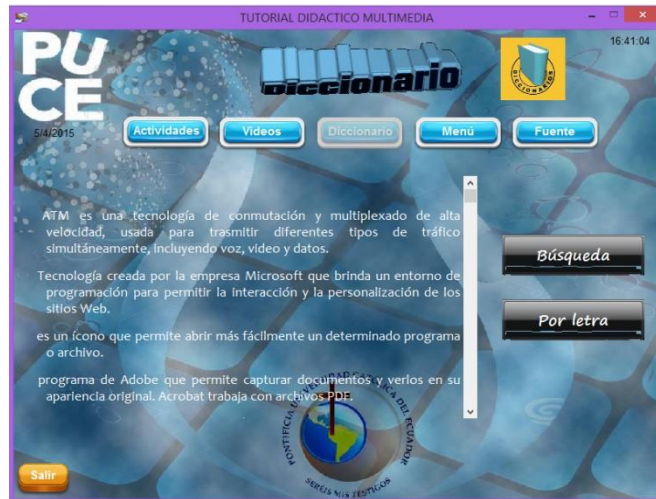 TUTORIAL DIDACTICO MULTIMEDIA
PUCE
Diccionario
DICCIONARIOS
16:41:04
5/4/2015
Actividades
Videos
Diccionario
Menú
Fuente
ATM es una tecnología de conmutación y multiplexado de alta
velocidad, usada para trasmitir diferentes tipos de tráfico
simultáneamente, incluyendo voz, video y datos.
Tecnología creada por la empresa Microsoft que brinda un entorno de
programación para permitir la interacción y la personalización de los
sitios Web.
es un ícono que permite abrir más fácilmente un determinado programa
o archivo.
programa de Adobe que permite capturar documentos y verlos en su
apariencia original. Acrobat trabaja con archivos PDF.
Búsqueda
Por letra
PONTIFICIA UNIVERSIDAD CATOLICA DEL ECUADOR
SEREIS MIS TESTIGOS
Salir